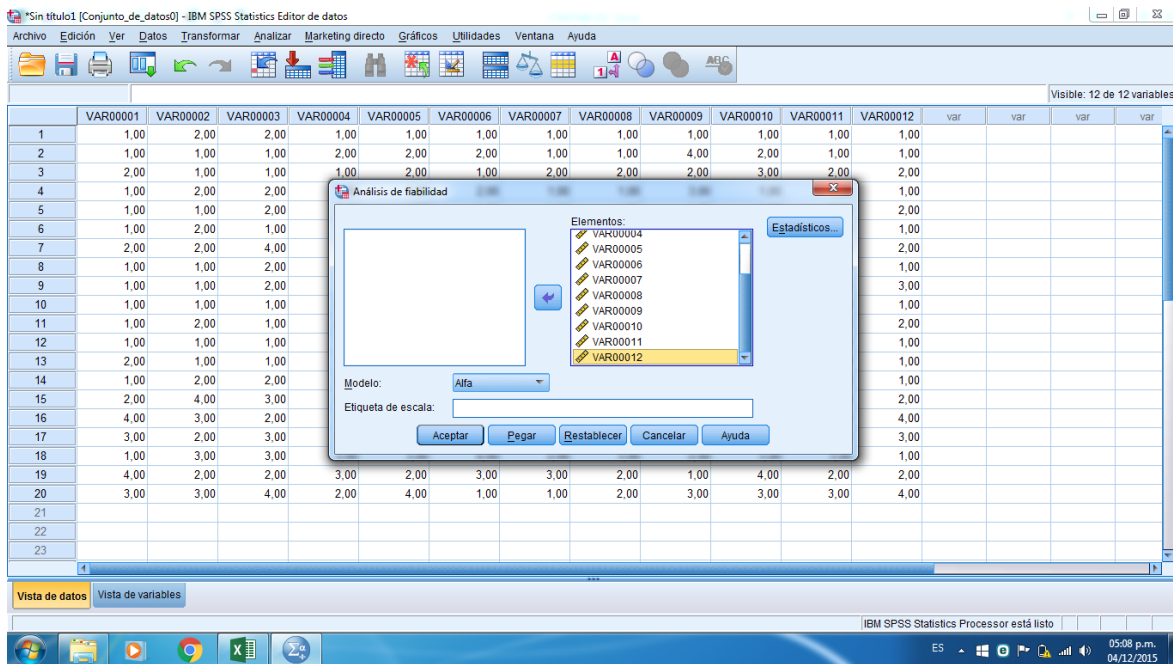 *Sin título1 [Conjunto_de_datos0] - IBM SPSS Statistics Editor de datos
Archivo Edición Ver Datos Transformar Analizar Marketing directo Gráficos Utilidades Ventana Ayuda
Visible: 12 de 12 variables
VAR00001 VAR00002 VAR00003 VAR00004 VAR00005 VAR00006 VAR00007 VAR00008 VAR00009 VAR00010 VAR00011 VAR00012 var var var var
1 1,00 2,00 2,00 1,00 1,00 1,00 1,00 1,00 1,00 1,00 1,00 1,00
2 1,00 1,00 1,00 2,00 2,00 2,00 1,00 1,00 4,00 2,00 1,00 1,00
3 2,00 1,00 1,00 1,00 2,00 1,00 2,00 2,00 2,00 3,00 2,00 2,00
4 1,00 2,00 2,00 1,00
5 1,00 1,00 2,00 2,00
6 1,00 2,00 1,00 1,00
7 2,00 2,00 4,00 2,00
8 1,00 1,00 2,00 1,00
9 1,00 1,00 2,00 3,00
10 1,00 1,00 1,00 1,00
11 1,00 2,00 1,00 2,00
12 1,00 1,00 1,00 1,00
13 2,00 1,00 1,00 1,00
14 1,00 2,00 2,00 1,00
15 2,00 4,00 3,00 2,00
16 4,00 3,00 2,00 4,00
17 3,00 2,00 3,00 3,00
18 1,00 3,00 3,00 1,00
19 4,00 2,00 2,00 3,00 2,00 3,00 3,00 2,00 1,00 4,00 2,00 2,00
20 3,00 3,00 4,00 2,00 4,00 1,00 1,00 2,00 3,00 3,00 3,00 4,00
21
22
23
Análisis de fiabilidad
Elementos:
VAR00004
VAR00005
VAR00006
VAR00007
VAR00008
VAR00009
VAR00010
VAR00011
VAR00012
Estadísticos...
Modelo: Alfa
Etiqueta de escala:
Aceptar Pegar Restablecer Cancelar Ayuda
Vista de datos Vista de variables
IBM SPSS Statistics Processor está listo
ES
05:08 p.m.
04/12/2015